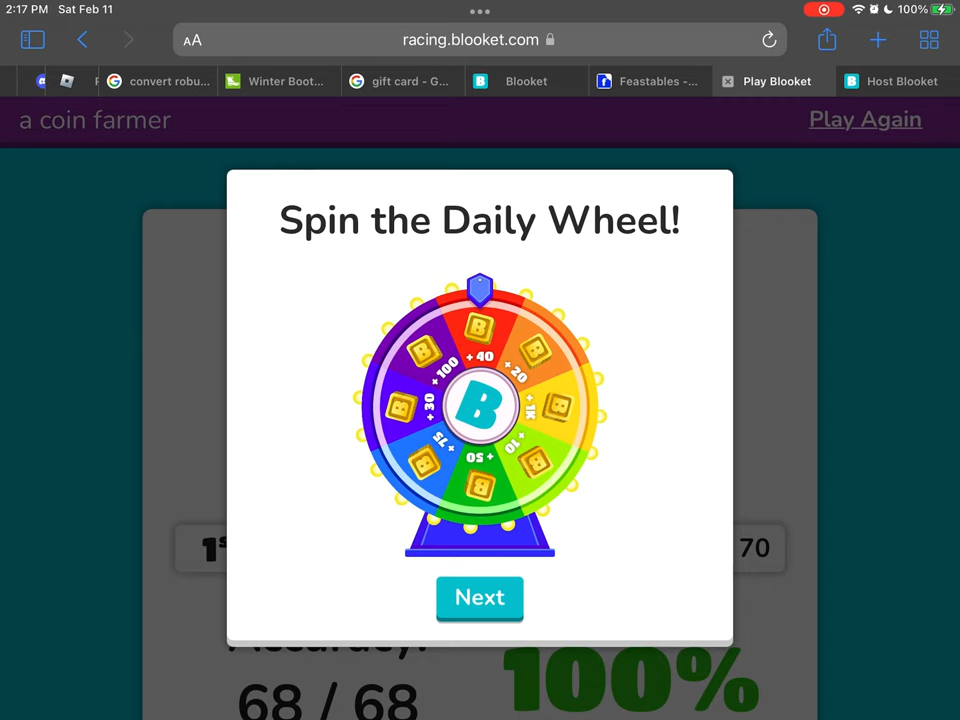 2:17 PM Sat Feb 11
100%
AA racing.blooket.com
convert robu...
Winter Boot...
gift card - G...
Blooket
Feastables -...
Play Blooket
Host Blooket
a coin farmer
Play Again
Spin the Daily Wheel!
+ 40
+ 20
+ 1K
+ 10
+ 50
+ 75
+ 30
+ 100
B
Next
70
Accuracy:
68 / 68
100%